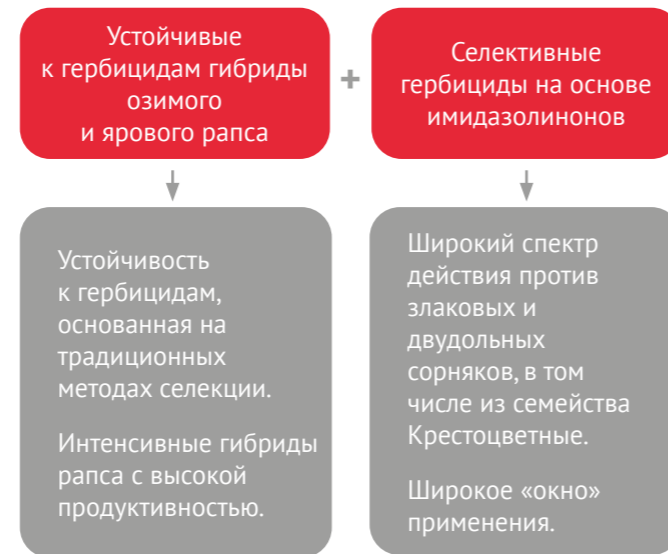 Устойчивые
к гербицидам гибриды
озимого
и ярового рапса
+
Селективные
гербициды на основе
имидазолинонов
Устойчивость
к гербицидам,
основанная на
традиционных
методах селекции.
Интенсивные гибриды
рапса с высокой
продуктивностью.
Широкий спектр
действия против
злаковых и
двудольных
сорняков, в том
числе из семейства
Крестоцветные.
Широкое «окно»
применения.